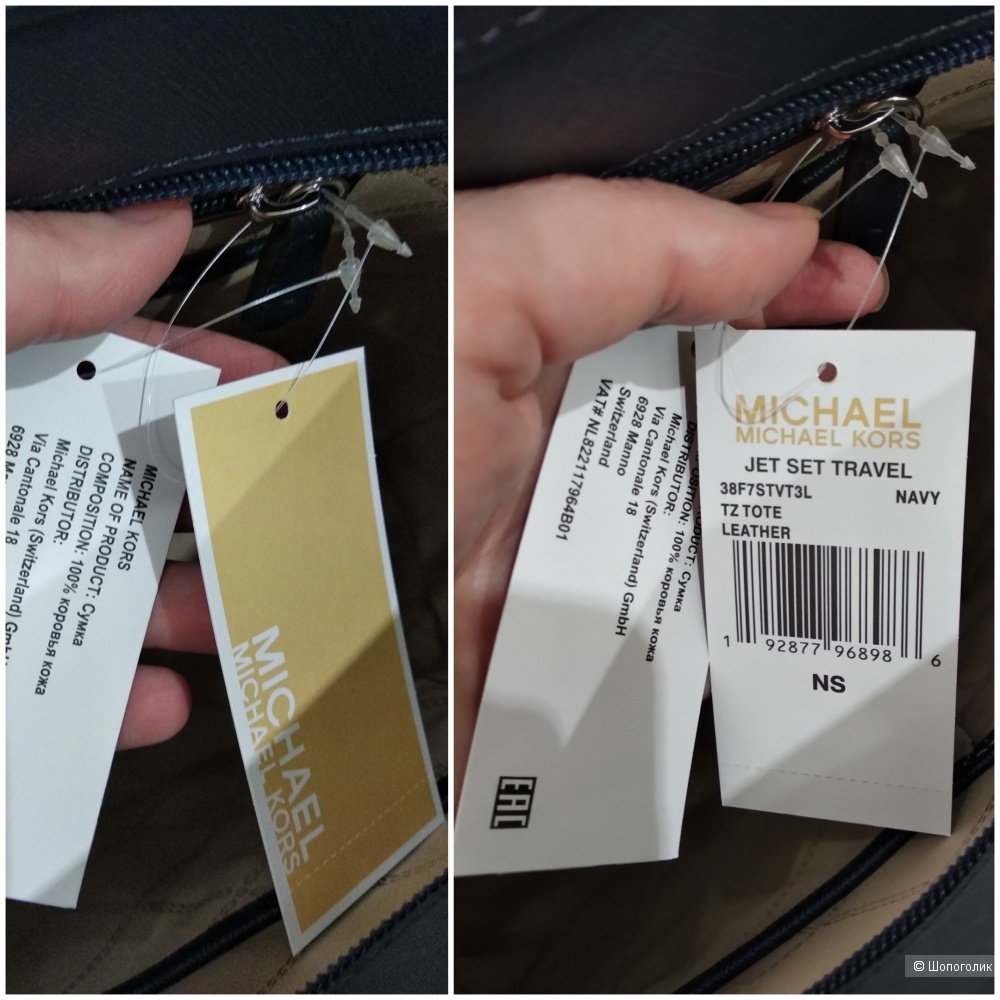 MICHAEL KORS
NAME OF PRODUCT: Сумка
COMPOSITION: 100% коровья кожа
DISTRIBUTOR:
Michael Kors (Switzerland) GmbH
Via Cantonale 18
6928
MICHAEL
MICHAEL KORS
DISTRIBUTOR:
Michael Kors (Switzerland) GmbH
Via Cantonale 18
6928 Manno
Switzerland
VAT# NL822117964B01
EAC
MICHAEL
MICHAEL KORS
JET SET TRAVEL
38F7STVT3L NAVY
TZ TOTE
LEATHER
1 92877 96898 6
NS
© Шопоголик